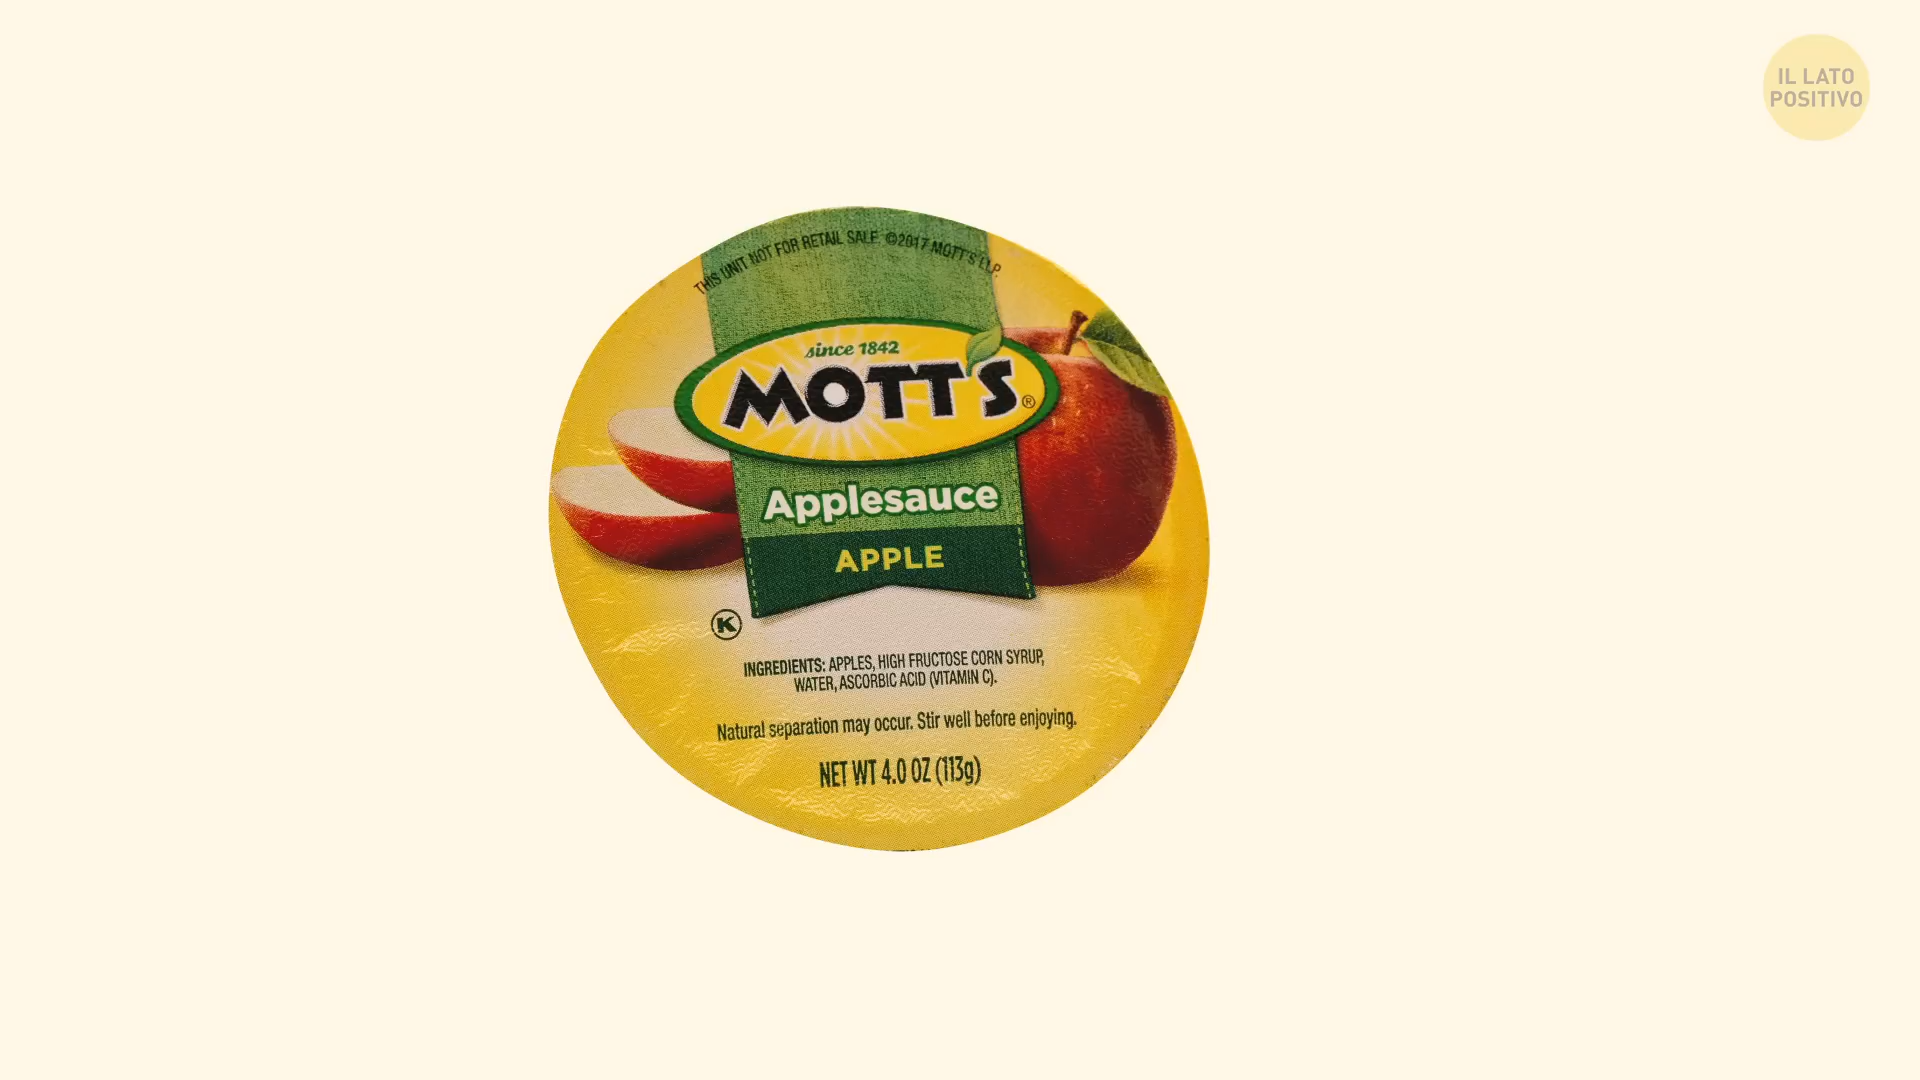 IL LATO
POSITIVO
THIS UNIT NOT FOR RETAIL SALE. ©2017 MOTT'S LLP.
since 1842
MOTT'S®
Applesauce
APPLE
K
INGREDIENTS: APPLES, HIGH FRUCTOSE CORN SYRUP,
WATER, ASCORBIC ACID (VITAMIN C).
Natural separation may occur. Stir well before enjoying.
NET WT 4.0 OZ (113g)